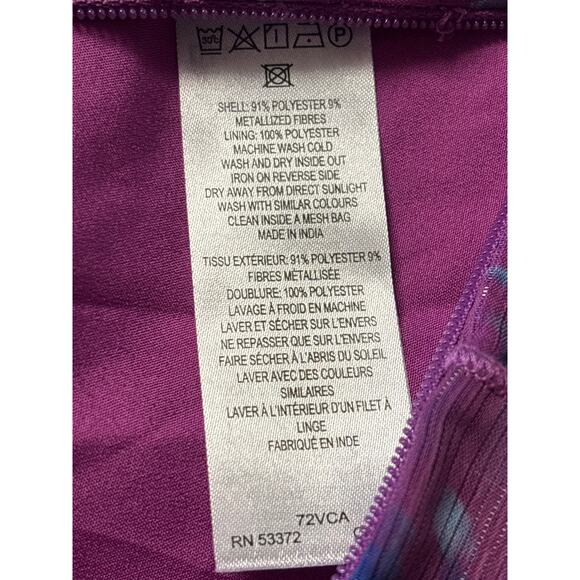 30°C
P
SHELL: 91% POLYESTER 9%
METALLIZED FIBRES
LINING: 100% POLYESTER
MACHINE WASH COLD
WASH AND DRY INSIDE OUT
IRON ON REVERSE SIDE
DRY AWAY FROM DIRECT SUNLIGHT
WASH WITH SIMILAR COLOURS
CLEAN INSIDE A MESH BAG
MADE IN INDIA
TISSU EXTÉRIEUR: 91% POLYESTER 9%
FIBRES MÉTALLISÉE
DOUBLURE: 100% POLYESTER
LAVAGE À FROID EN MACHINE
LAVER ET SÉCHER SUR L'ENVERS
NE REPASSER QUE SUR L'ENVERS
FAIRE SÉCHER À L'ABRIS DU SOLEIL
LAVER AVEC DES COULEURS
SIMILAIRES
LAVER À L'INTÉRIEUR D'UN FILET À
LINGE
FABRIQUÉ EN INDE
72VCA
RN 53372